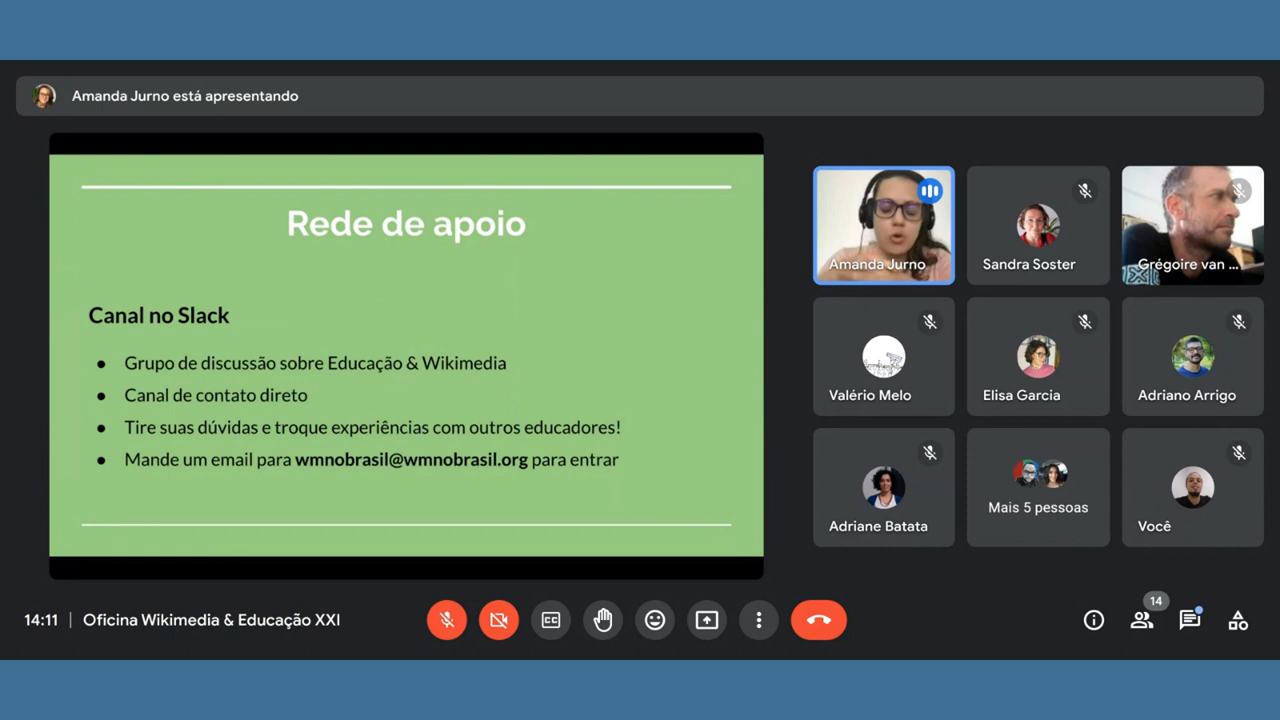 Amanda Jurno está apresentando
Rede de apoio
Canal no Slack
● Grupo de discussão sobre Educação & Wikimedia
● Canal de contato direto
● Tire suas dúvidas e troque experiências com outros educadores!
● Mande um email para wmnobrasil@wmnobrasil.org para entrar
Amanda Jurno
Sandra Soster
Grégoire van ...
Valério Melo
Elisa Garcia
Adriano Arrigo
Adriane Batata
Mais 5 pessoas
Você
14:11 | Oficina Wikimedia & Educação XXI
CC
14